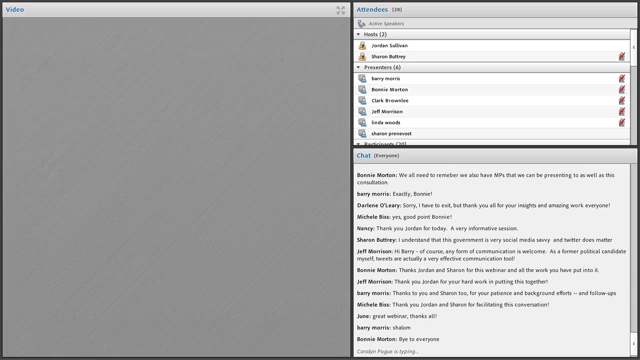 Video
Attendees (28)
Active Speakers
Hosts (2)
Jordan Sullivan
Sharon Buttrey
Presenters (6)
barry morris
Bonnie Morton
Clark Brownlee
Jeff Morrison
linda woods
sharon prenevost
Participants (20)
Chat (Everyone)
Bonnie Morton: We all need to remeber we also have MPs that we can be presenting to as well as this
consultation.
barry morris: Exactly, Bonnie!
Darlene O'Leary: Sorry, I have to exit, but thank you all for your insights and amazing work everyone!
Michele Biss: yes, good point Bonnie!
Nancy: Thank you Jordan for today. A very informative session.
Sharon Buttrey: I understand that this government is very social media savvy and twitter does matter
Jeff Morrison: Hi Barry - of course, any form of communication is welcome. As a former political candidate
myself, tweets are actually a very effective communication tool!
Bonnie Morton: Thanks Jordan and Sharon for this webinar and all the work you have put into it.
Jeff Morrison: Thank you Jordan for your hard work in putting this together!
barry morris: Thanks to you and Sharon too, for your patience and background efforts -- and follow-ups
Michele Biss: Thank you Jordan and Sharon for facilitating this conversation!
June: great webinar, thanks all!
barry morris: shalom
Bonnie Morton: Bye to everyone
Caralyn Pogue is typing...